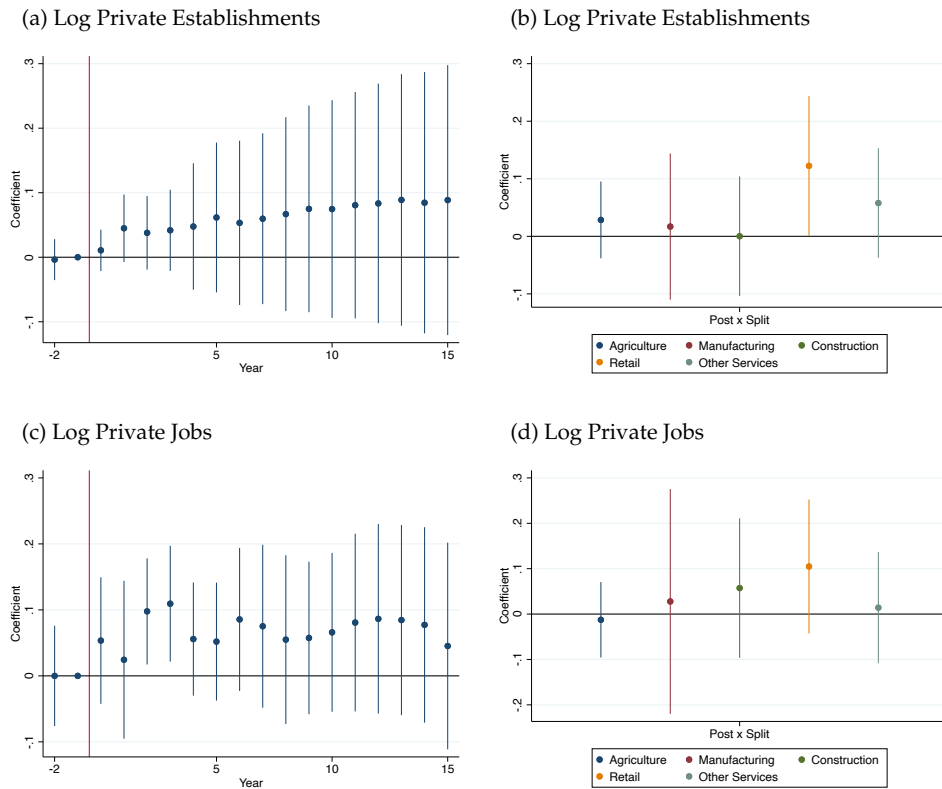 (a) Log Private Establishments
(b) Log Private Establishments
.3
.2
.1
0
-.1
Coefficient
-2
5
10
15
Year
.3
.2
.1
0
-.1
Coefficient
Post x Split
Agriculture
Manufacturing
Construction
Retail
Other Services
(c) Log Private Jobs
(d) Log Private Jobs
.3
.2
.1
0
-.1
Coefficient
-2
5
10
15
Year
.3
.2
.1
0
-.1
-.2
Coefficient
Post x Split
Agriculture
Manufacturing
Construction
Retail
Other Services